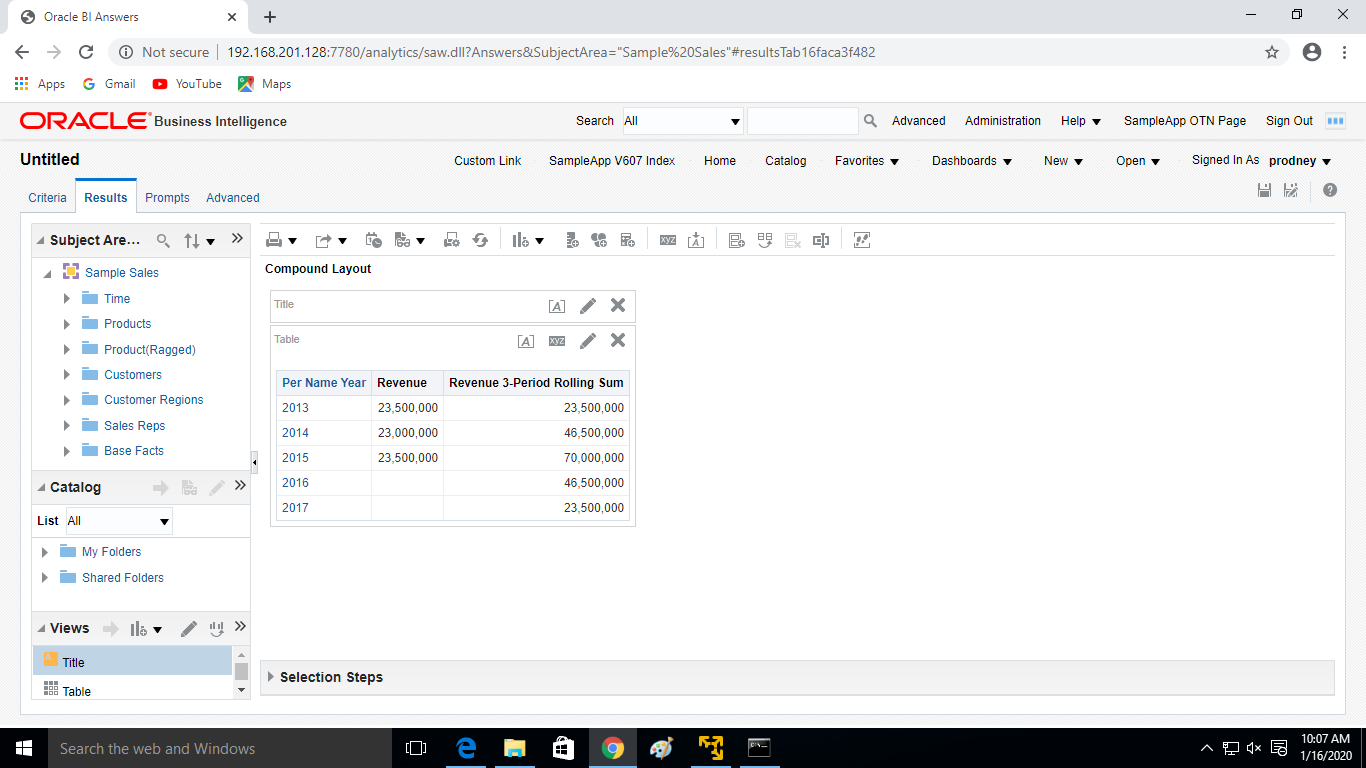 Oracle BI Answers
Not secure 192.168.201.128:7780/analytics/saw.dll?Answers&SubjectArea="Sample%20Sales"#resultsTab16faca3f482
Apps Gmail YouTube Maps
ORACLE Business Intelligence Search All Advanced Administration Help SampleApp OTN Page Sign Out
Untitled Custom Link SampleApp V607 Index Home Catalog Favorites Dashboards New Open Signed In As prodney
Criteria Results Prompts Advanced
Subject Are...
Sample Sales
Time
Products
Product(Ragged)
Customers
Customer Regions
Sales Reps
Base Facts
Catalog
List All
My Folders
Shared Folders
Views
Title
Table
Compound Layout
Title
Table
Per Name Year Revenue Revenue 3-Period Rolling Sum
2013 23,500,000 23,500,000
2014 23,000,000 46,500,000
2015 23,500,000 70,000,000
2016 46,500,000
2017 23,500,000
Selection Steps
Search the web and Windows
10:07 AM
1/16/2020